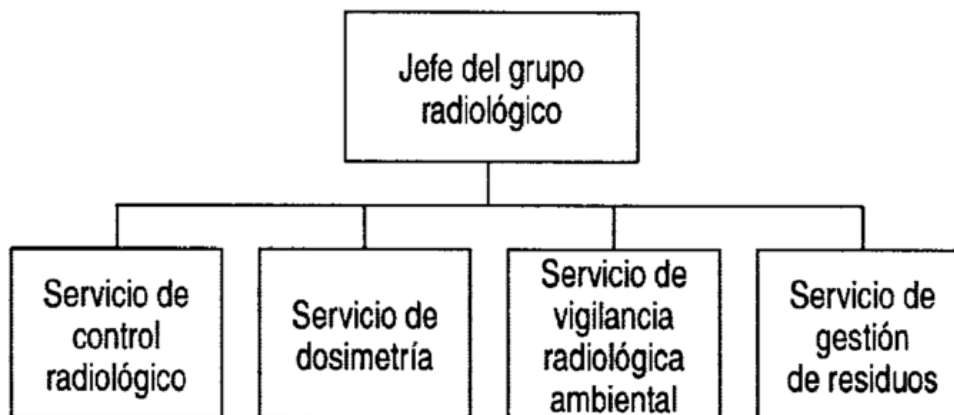 Jefe del grupo
radiológico
Servicio de
control
radiológico
Servicio de
dosimetría
Servicio de
vigilancia
radiológica
ambiental
Servicio de
gestión
de residuos